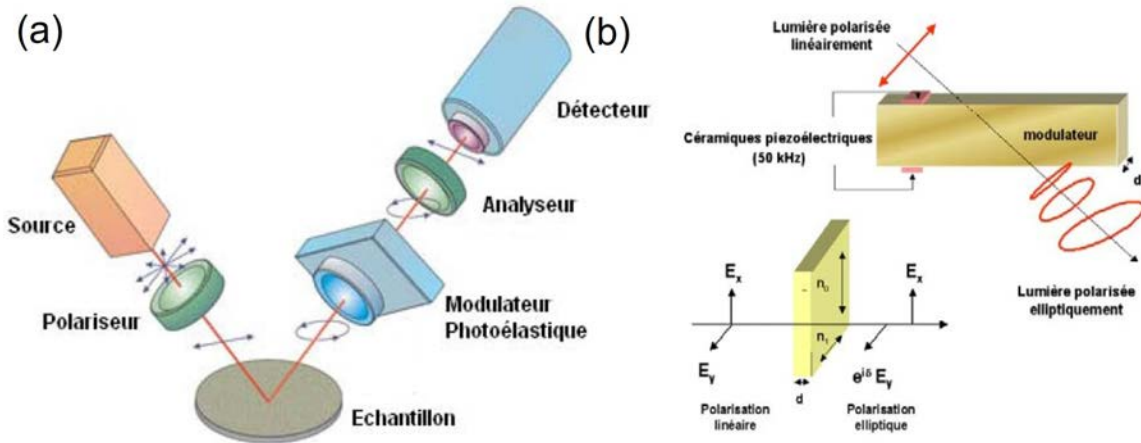 (a)
Détecteur
Source
Analyseur
Polariseur
Modulateur
Photoélastique
Echantillon
(b)
Lumière polarisée
linéairement
Céramiques piezoélectriques
(50 kHz)
modulateur
d
Lumière polarisée
elliptiquement
Ex
Ey
n0
n1
d
Ex
eiδ Ey
Polarisation
linéaire
Polarisation
elliptique